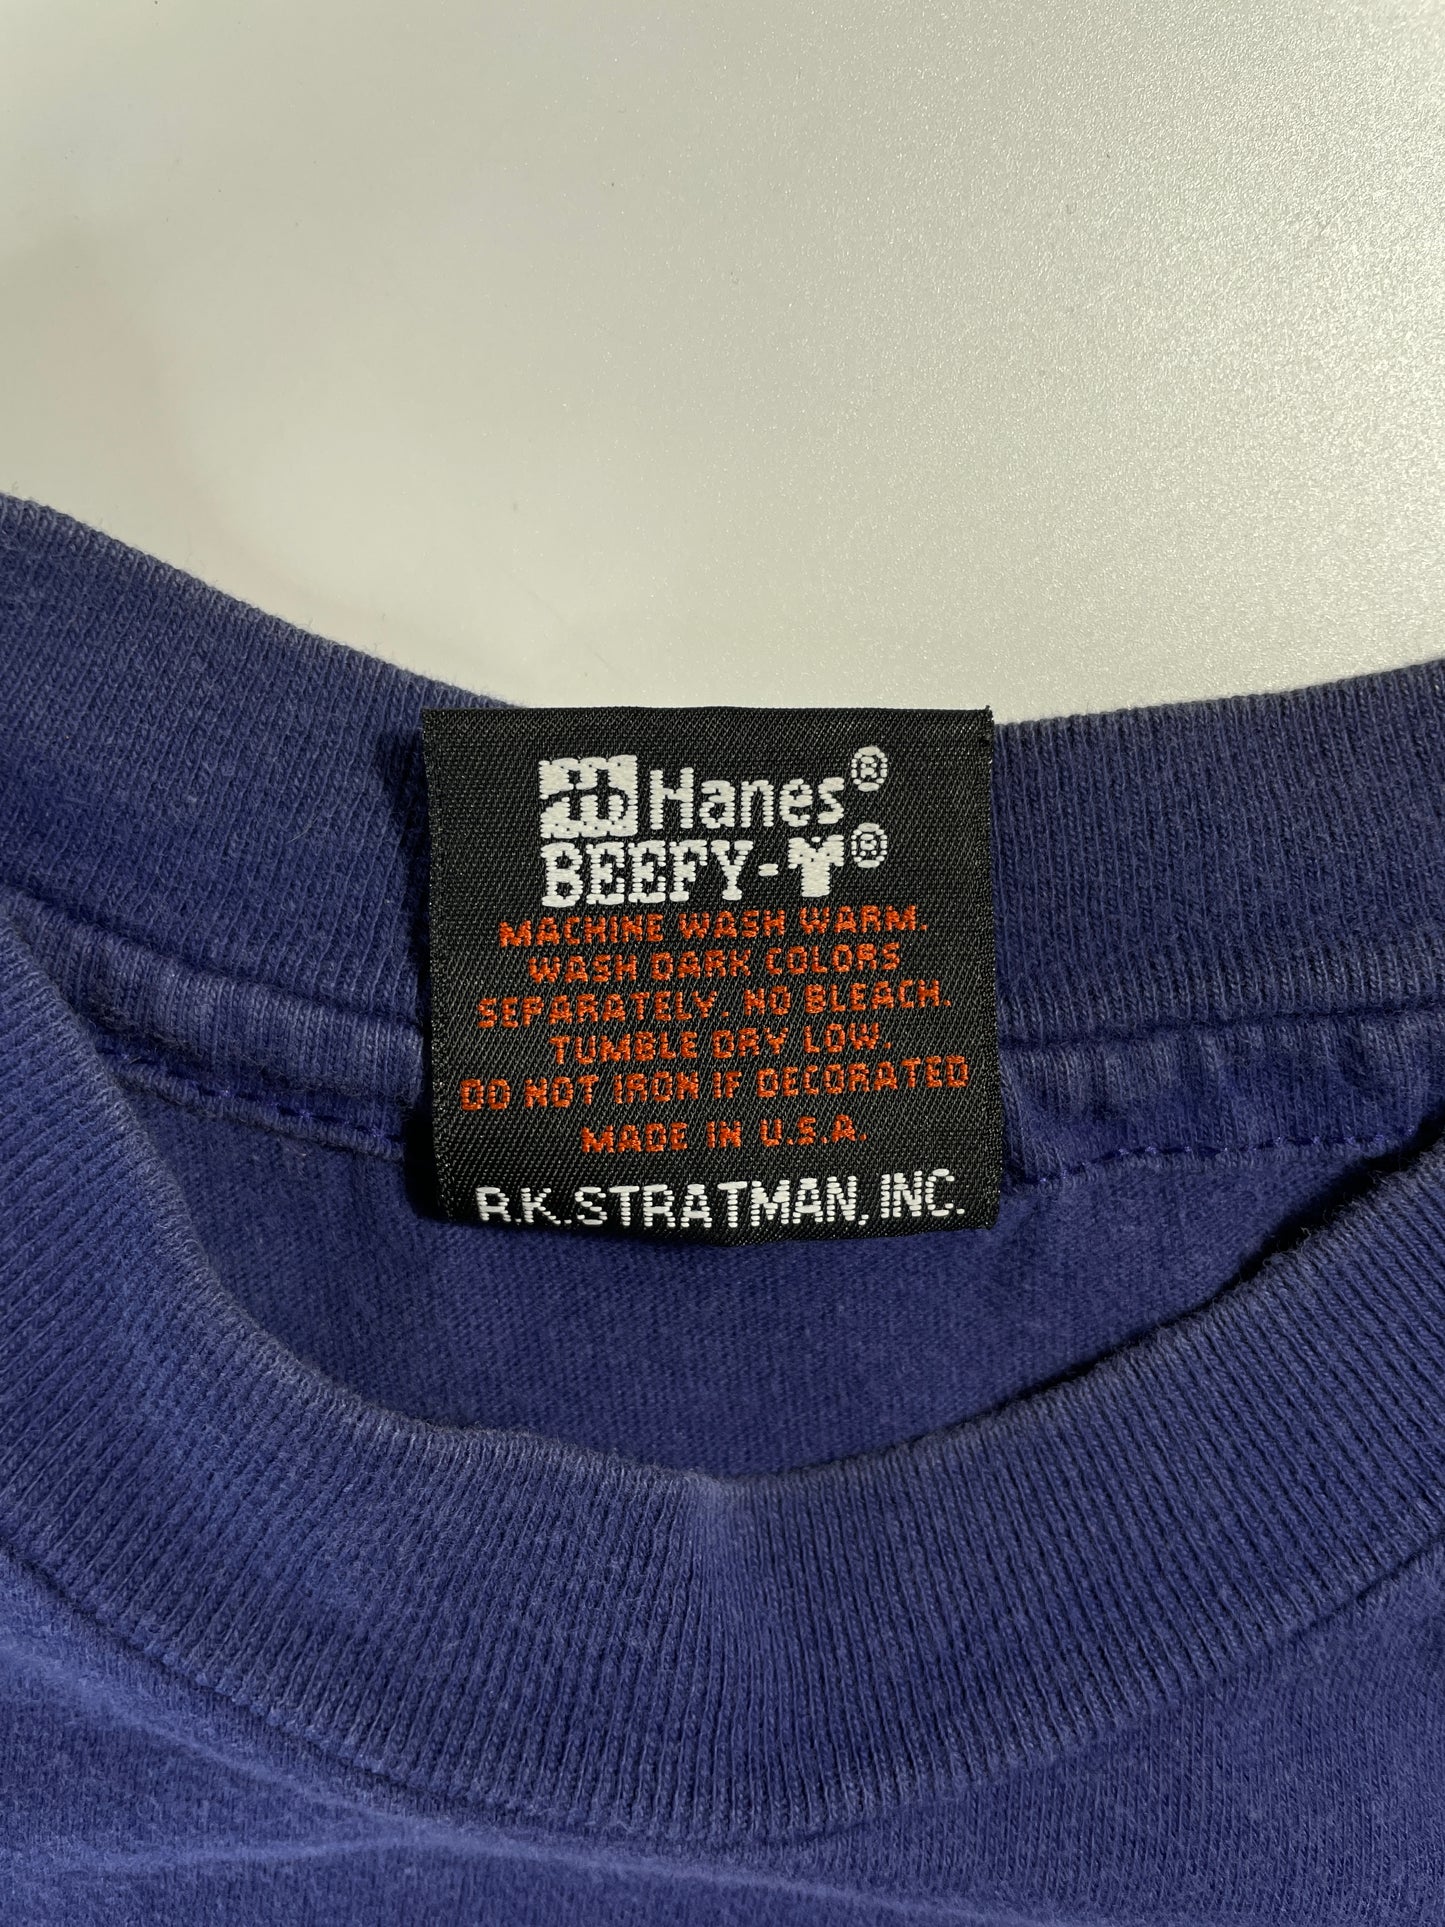 Hanes®
BEEFY-T®
MACHINE WASH WARM.
WASH DARK COLORS
SEPARATELY. NO BLEACH.
TUMBLE DRY LOW.
DO NOT IRON IF DECORATED
MADE IN U.S.A.
R.K. STRATMAN, INC.